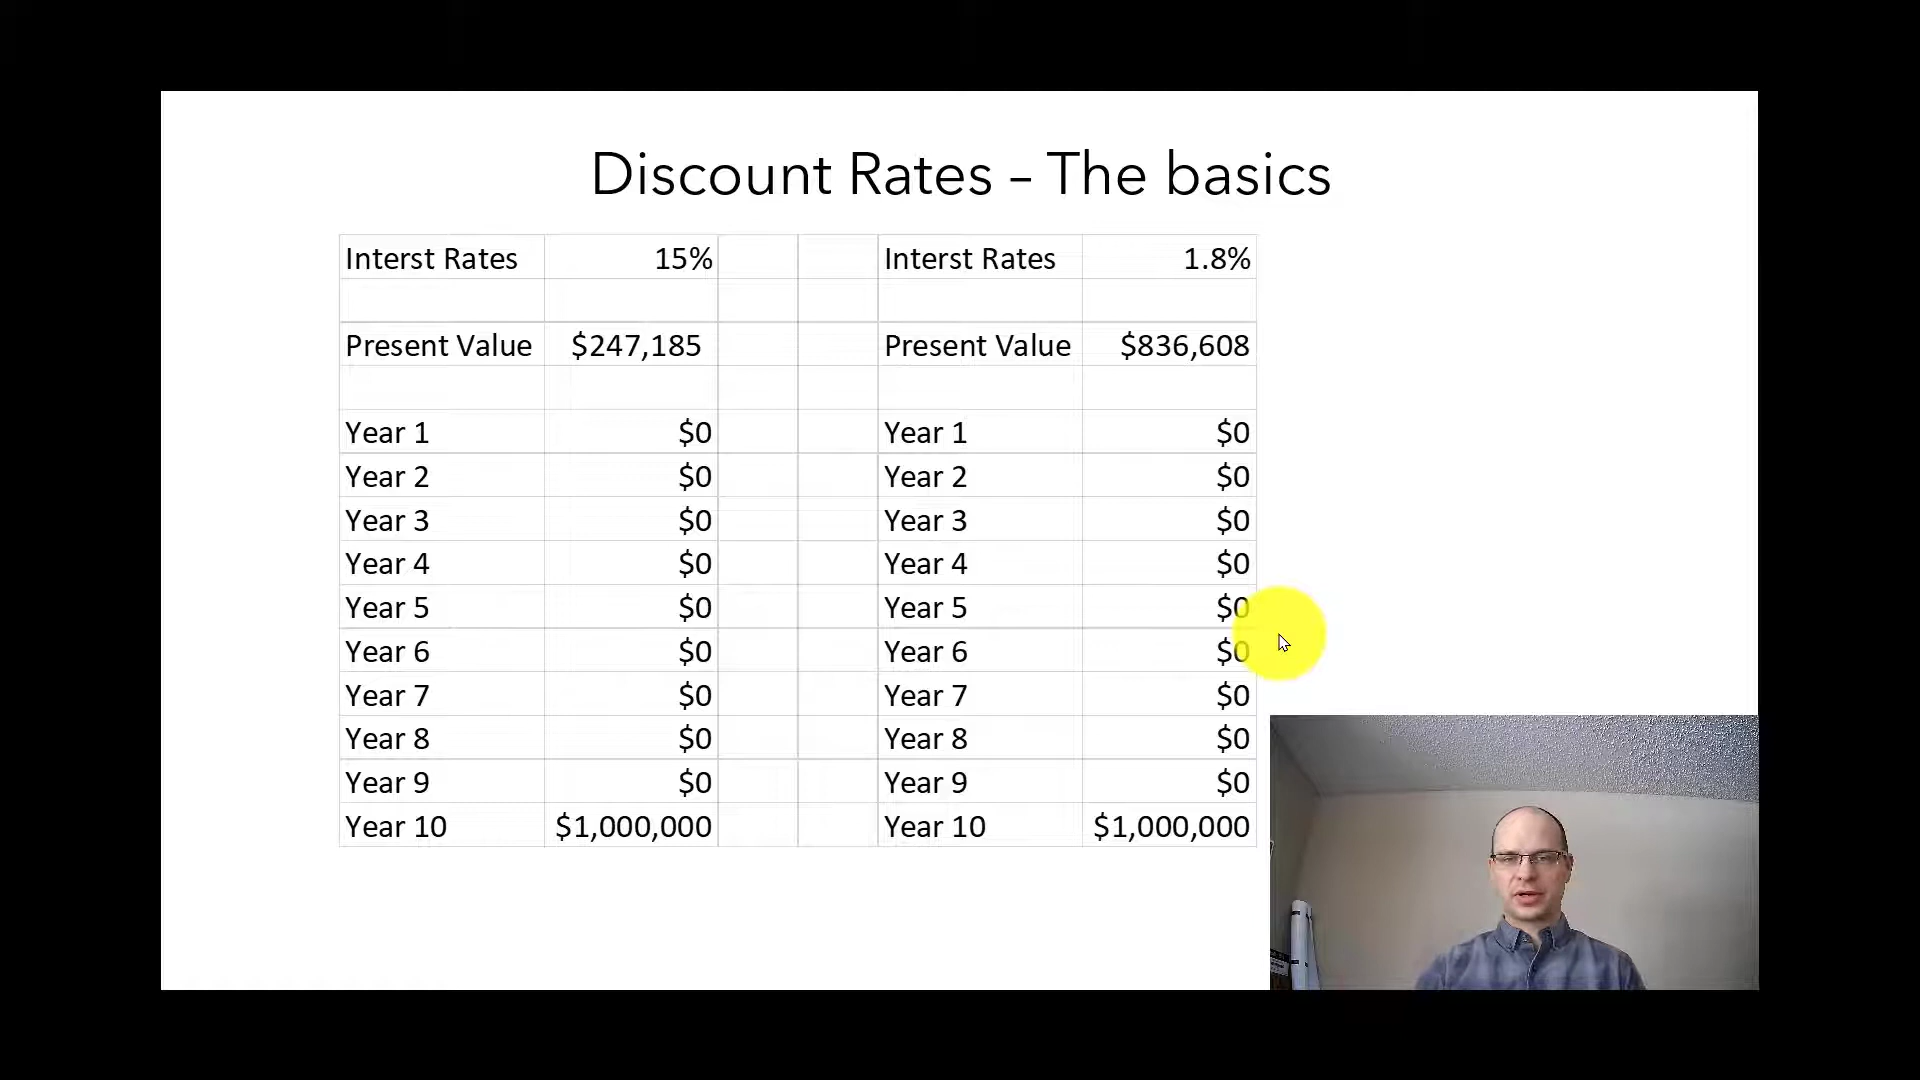 Discount Rates – The basics
Interst Rates 15% Interst Rates 1.8%
Present Value $247,185 Present Value $836,608
Year 1 $0 Year 1 $0
Year 2 $0 Year 2 $0
Year 3 $0 Year 3 $0
Year 4 $0 Year 4 $0
Year 5 $0 Year 5 $0
Year 6 $0 Year 6 $0
Year 7 $0 Year 7 $0
Year 8 $0 Year 8 $0
Year 9 $0 Year 9 $0
Year 10 $1,000,000 Year 10 $1,000,000